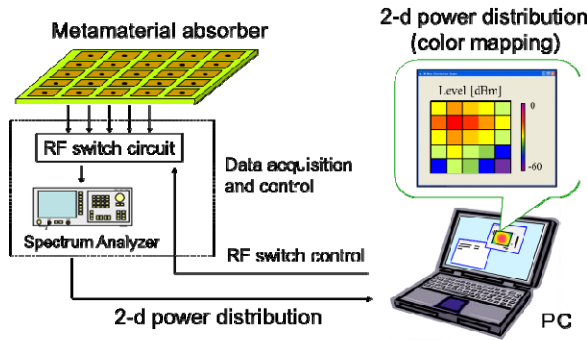 Metamaterial absorber
2-d power distribution
(color mapping)
Level [dBm]
0
-60
RF switch circuit
Data acquisition
and control
Spectrum Analyzer
RF switch control
2-d power distribution
PC